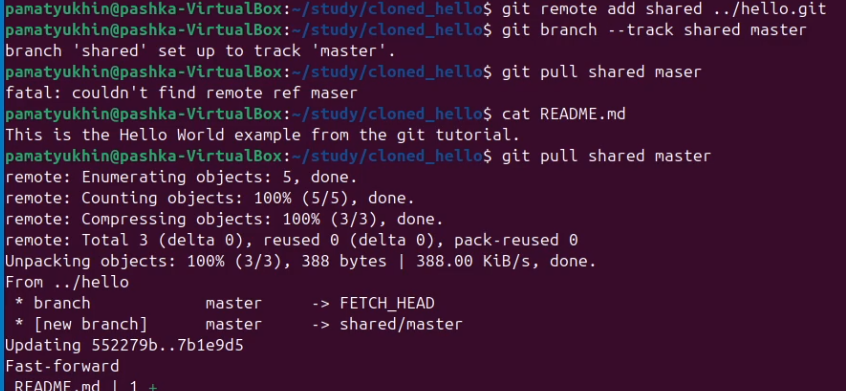 pamatyukhin@pashka-VirtualBox:~/study/cloned_hello$ git remote add shared ../hello.git
pamatyukhin@pashka-VirtualBox:~/study/cloned_hello$ git branch --track shared master
branch 'shared' set up to track 'master'.
pamatyukhin@pashka-VirtualBox:~/study/cloned_hello$ git pull shared maser
fatal: couldn't find remote ref maser
pamatyukhin@pashka-VirtualBox:~/study/cloned_hello$ cat README.md
This is the Hello World example from the git tutorial.
pamatyukhin@pashka-VirtualBox:~/study/cloned_hello$ git pull shared master
remote: Enumerating objects: 5, done.
remote: Counting objects: 100% (5/5), done.
remote: Compressing objects: 100% (3/3), done.
remote: Total 3 (delta 0), reused 0 (delta 0), pack-reused 0
Unpacking objects: 100% (3/3), 388 bytes | 388.00 KiB/s, done.
From ../hello
 * branch            master     -> FETCH_HEAD
 * [new branch]      master     -> shared/master
Updating 552279b..7b1e9d5
Fast-forward
 README.md | 1 +